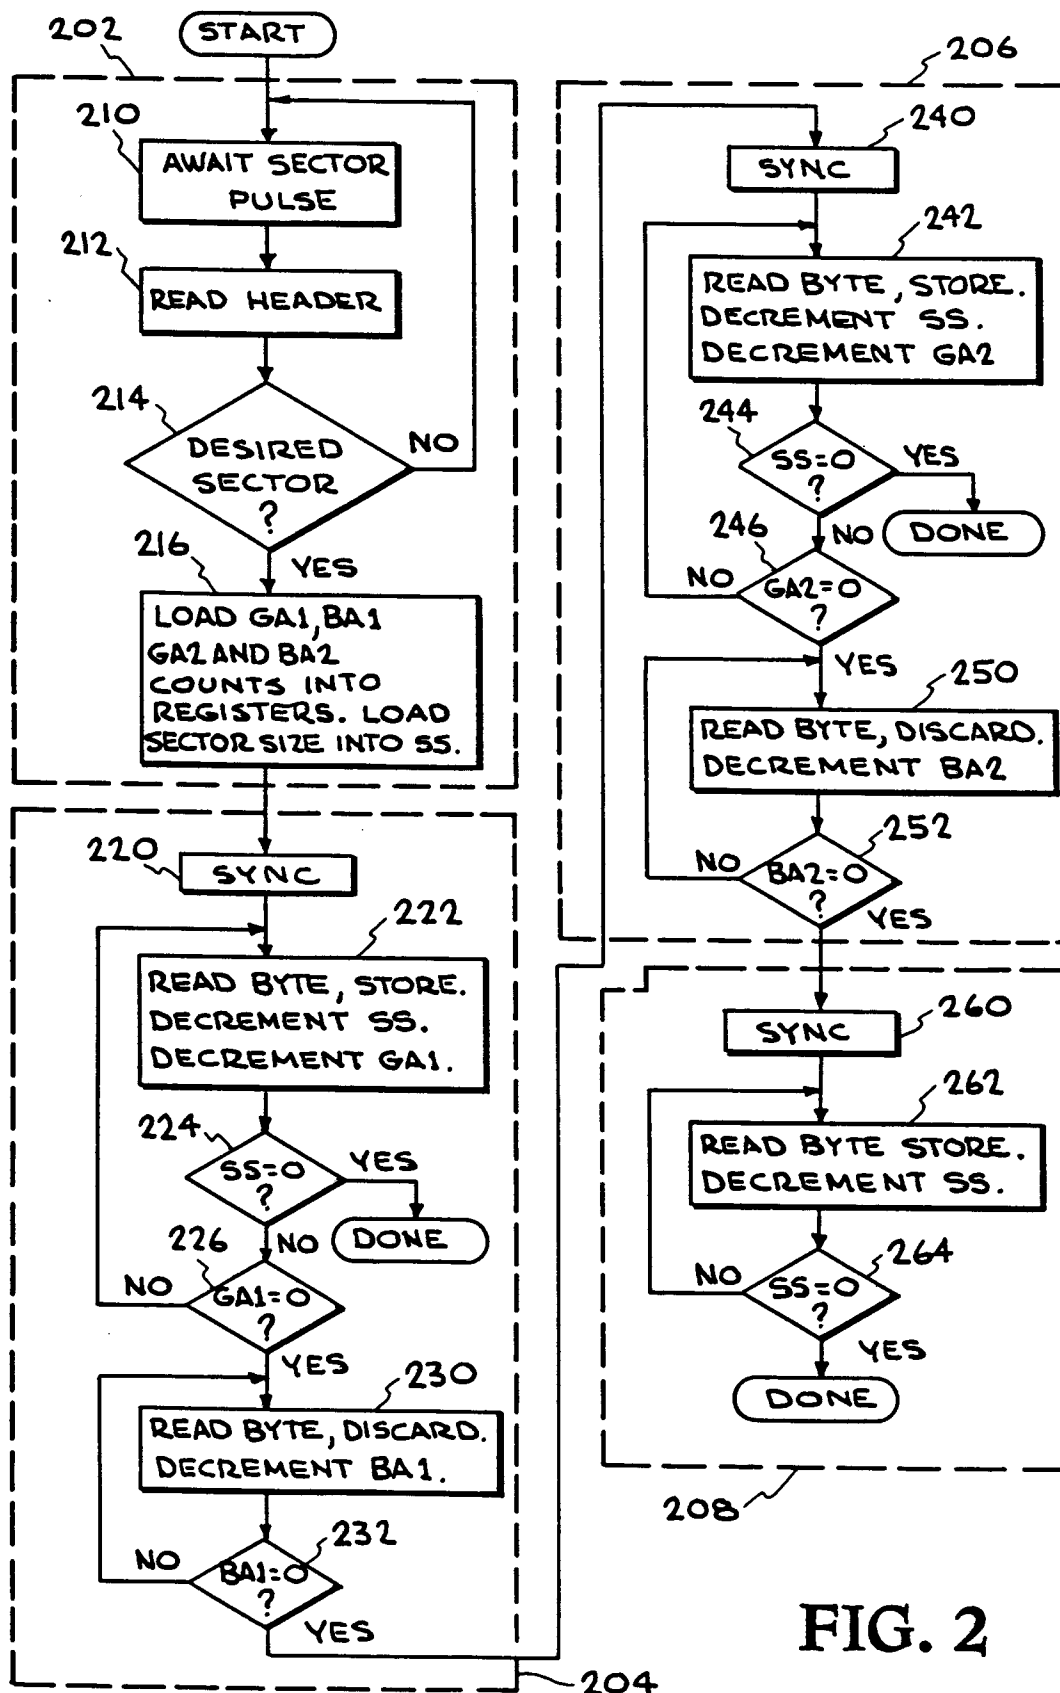 202
START
210
AWAIT SECTOR
PULSE
212
READ HEADER
214
DESIRED
SECTOR
?
NO
216
YES
LOAD GA1, BA1
GA2 AND BA2
COUNTS INTO
REGISTERS. LOAD
SECTOR SIZE INTO SS.
220
SYNC
222
READ BYTE, STORE.
DECREMENT SS.
DECREMENT GA1.
224
SS=0
?
YES
DONE
NO
226
GA1=0
?
NO
YES
230
READ BYTE, DISCARD.
DECREMENT BA1.
232
BA1=0
?
NO
YES
204
206
240
SYNC
242
READ BYTE, STORE.
DECREMENT SS.
DECREMENT GA2
244
SS=0
?
YES
DONE
NO
246
GA2=0
?
NO
YES
250
READ BYTE, DISCARD.
DECREMENT BA2
252
BA2=0
?
NO
YES
260
SYNC
262
READ BYTE STORE.
DECREMENT SS.
264
SS=0
?
NO
YES
DONE
208
FIG. 2